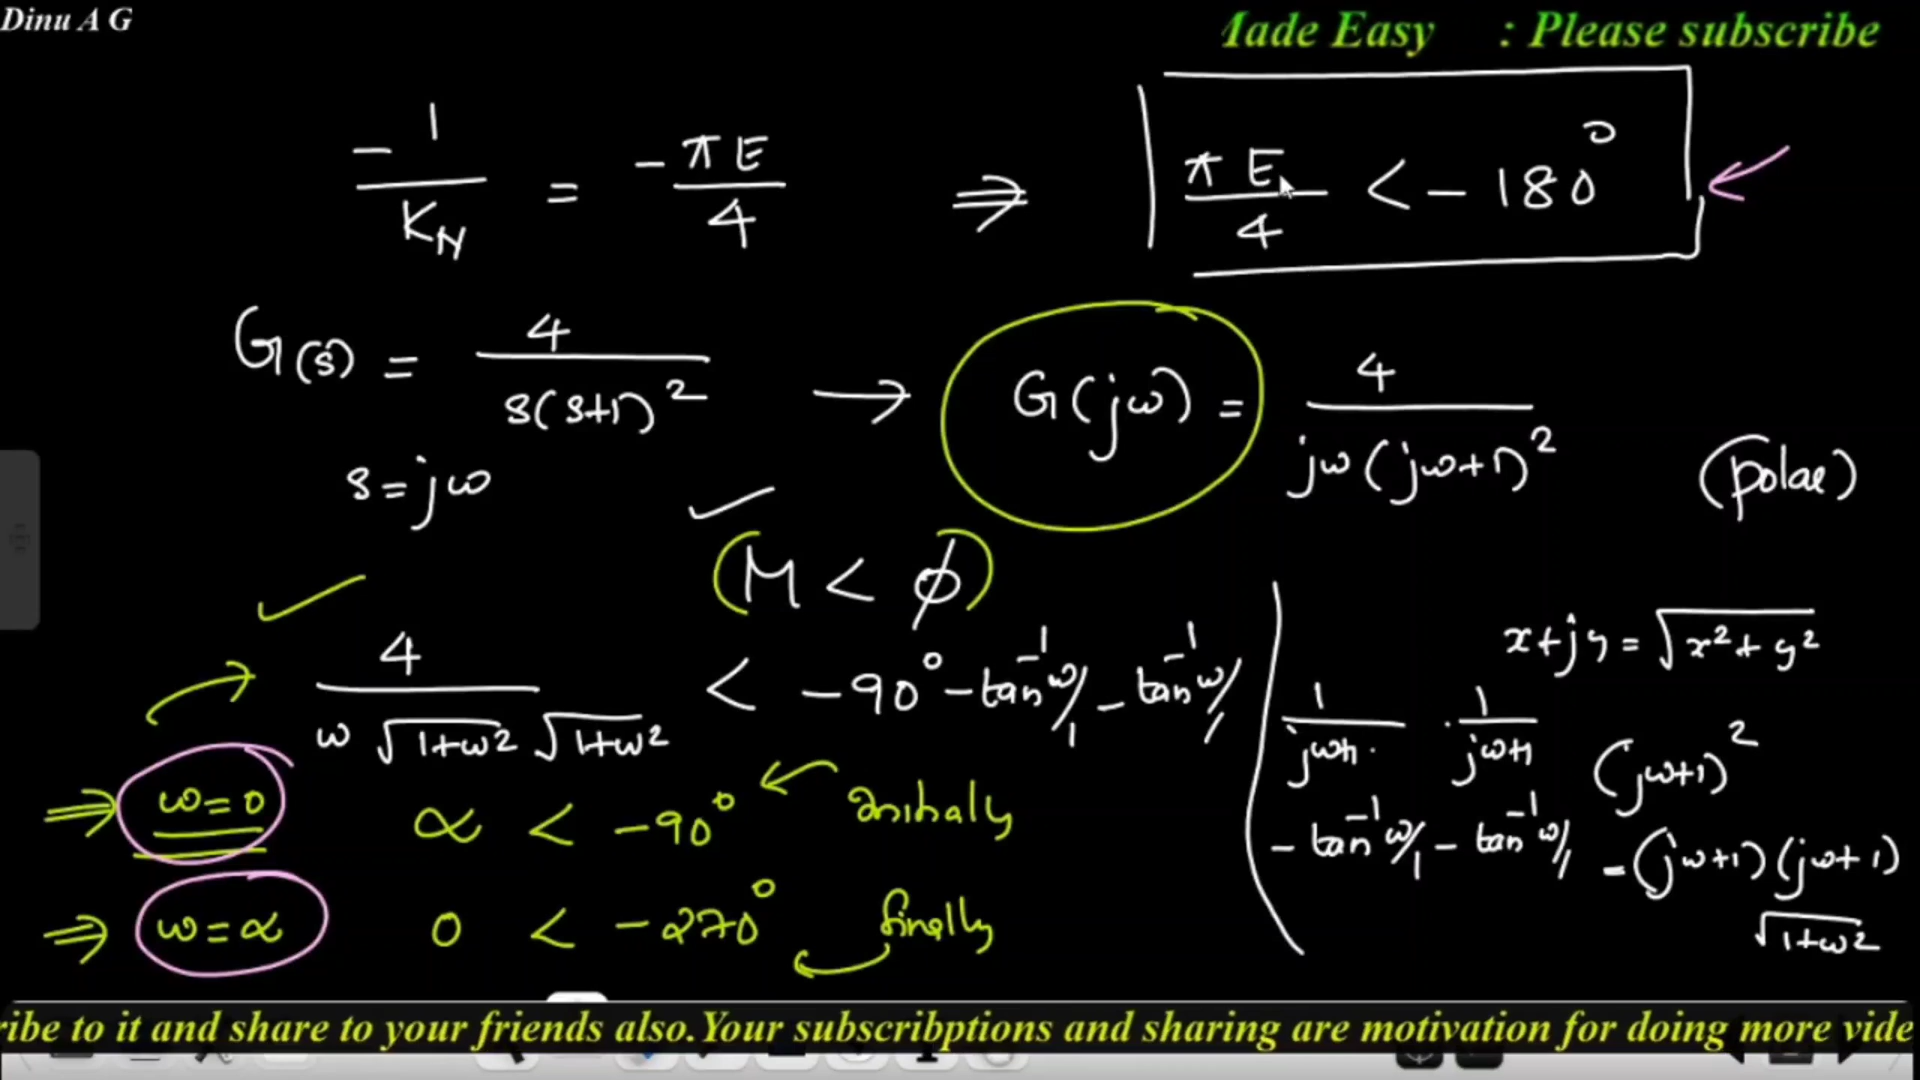 Dinu A G
Made Easy : Please subscribe
-1/K_N = -πE/4 ⇒ πE/4 < -180°
G(s) = 4/s(s+1)² → G(jω) = 4/jω(jω+1)² (polar)
s=jω
(M < φ)
4/ω √1+ω² √1+ω² < -90° - tan⁻¹ω/1 - tan⁻¹ω/1
⇒ ω=0 α < -90° initially
⇒ ω=α 0 < -270° finally
x+jy = √x²+y²
1/jω+1 · 1/jω+1 (jω+1)²
- tan⁻¹ω/1 - tan⁻¹ω/1 = (jω+1)(jω+1)
√1+ω²
ribe to it and share to your friends also.Your subscribptions and sharing are motivation for doing more vide